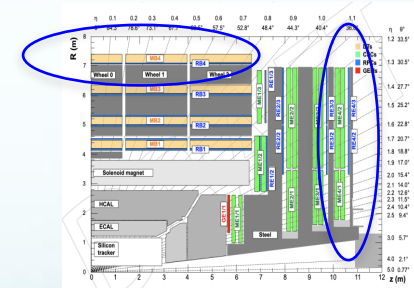 η 0.1 0.2 0.3 0.4 0.5 0.6 0.7 0.8 0.9 1.0 1.1
73.1° 62.5° 57.5° 52.8° 48.4° 44.3° 40.4° 36.8°
η θ°
8 1.2 33.5°
R (m)
7
MB4
RB4
1.3 30.5°
Wheel 0 Wheel 1
6
MB3
RB3
1.4 27.7°
1.5 25.2°
5
MB2
RB2
1.6 22.8°
1.7 20.7°
MB1
RB1
4
1.8 18.8°
1.9 17.0°
Solenoid magnet
3
2.0 15.4°
2.1 14.0°
2.2 12.6°
HCAL
2.3 11.5°
2
2.4 10.4°
2.5 9.4°
ECAL
1
Steel
3.0 5.7°
Silicon
tracker
4.0 2.1°
0
5.0 0.77°
0 1 2 3 4 5 6 7 8 9 10 11 12 z (m)
DTs
CSCs
RPCs
GEMs
ME1/3
RE1/3
ME1/2
RE1/2
GE1/1
ME1/1
RE2/3
ME2/2
RE2/2
ME2/1
ME3/2
RE3/3
RE3/2
ME3/1
ME4/2
RE4/3
RE4/2
ME4/1